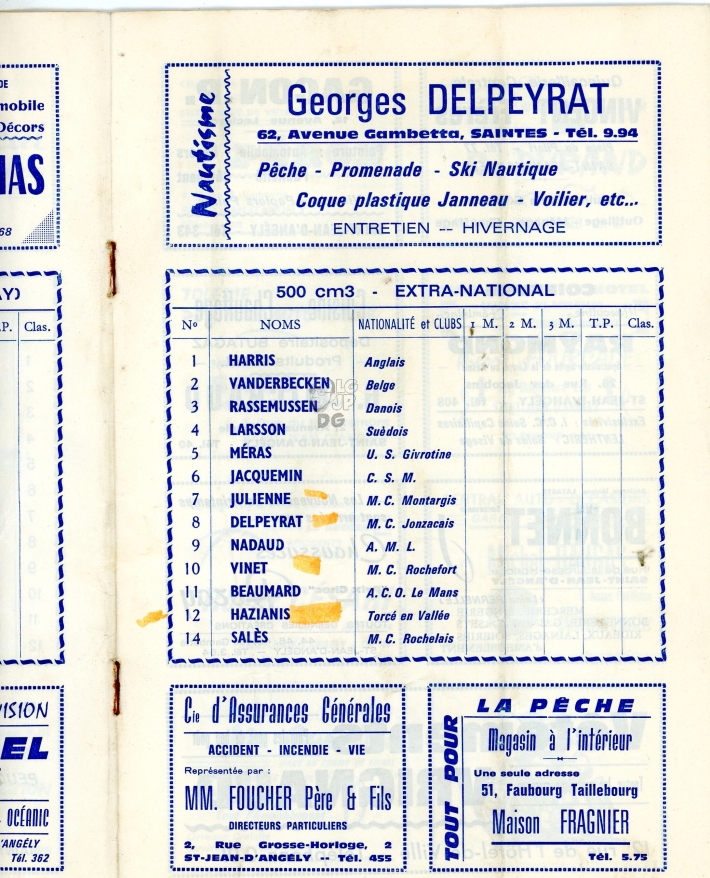 DE
mobile
Décors
68
AY)
.P. Clas.
VISION
EL
OCÉANIC
D'ANGÉLY
Tél. 362
Nautisme
Georges DELPEYRAT
62, Avenue Gambetta, SAINTES - Tél. 9.94
Pêche - Promenade - Ski Nautique
Coque plastique Janneau - Voilier, etc...
ENTRETIEN -- HIVERNAGE
500 cm3 - EXTRA-NATIONAL
No NOMS NATIONALITÉ et CLUBS 1 M. 2 M. 3 M. T.P. Clas.
1 HARRIS Anglais
2 VANDERBECKEN Belge
3 RASSEMUSSEN Danois
4 LARSSON Suèdois
5 MÉRAS U. S. Givrotine
6 JACQUEMIN C. S. M.
7 JULIENNE M.C. Montargis
8 DELPEYRAT M.C. Jonzacais
9 NADAUD A. M. L.
10 VINET M. C. Rochefort
11 BEAUMARD A.C.O. Le Mans
12 HAZIANIS Torcé en Vallée
14 SALÈS M.C. Rochelais
LG
JP
DG
Cie d'Assurances Générales
ACCIDENT - INCENDIE - VIE
Représentée par :
MM. FOUCHER Père & Fils
DIRECTEURS PARTICULIERS
2, Rue Grosse-Horloge, 2
ST-JEAN-D'ANGÉLY -- Tél. 455
TOUT POUR
LA PÊCHE
Magasin à l'intérieur
Une seule adresse
51, Faubourg Taillebourg
Maison FRAGNIER
Tél. 5.75